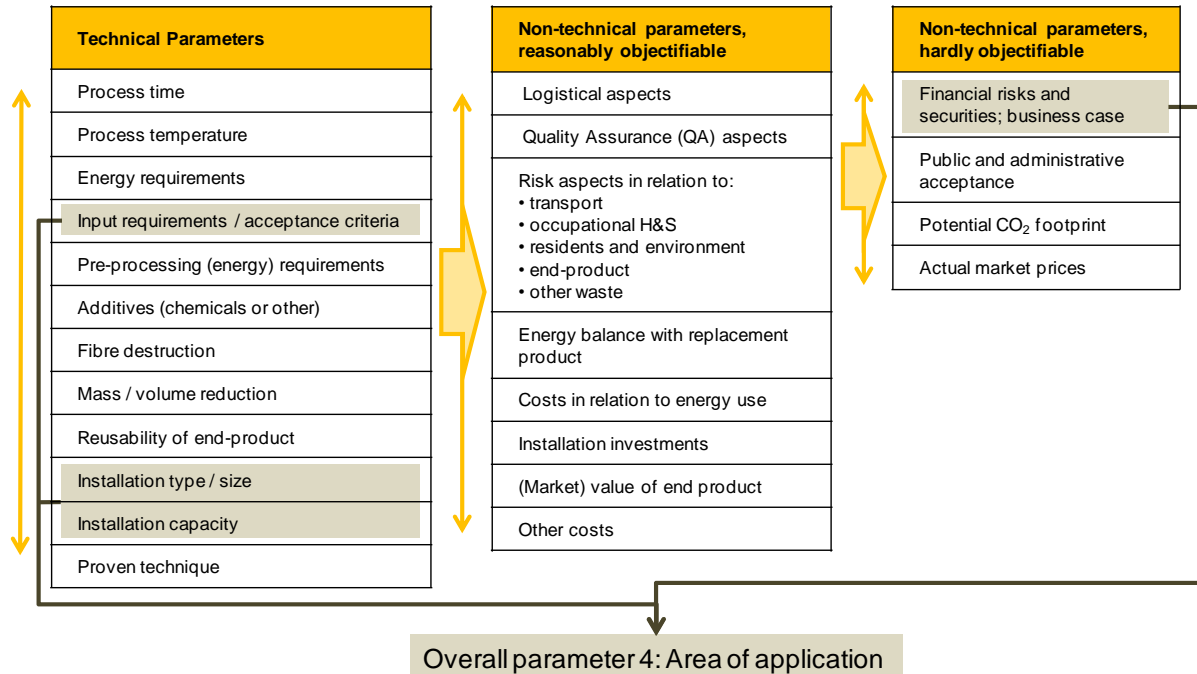 Technical Parameters
Process time
Process temperature
Energy requirements
Input requirements / acceptance criteria
Pre-processing (energy) requirements
Additives (chemicals or other)
Fibre destruction
Mass / volume reduction
Reusability of end-product
Installation type / size
Installation capacity
Proven technique
Non-technical parameters,
reasonably objectifiable
Logistical aspects
Quality Assurance (QA) aspects
Risk aspects in relation to:
• transport
• occupational H&S
• residents and environment
• end-product
• other waste
Energy balance with replacement
product
Costs in relation to energy use
Installation investments
(Market) value of end product
Other costs
Non-technical parameters,
hardly objectifiable
Financial risks and
securities; business case
Public and administrative
acceptance
Potential CO₂ footprint
Actual market prices
Overall parameter 4: Area of application